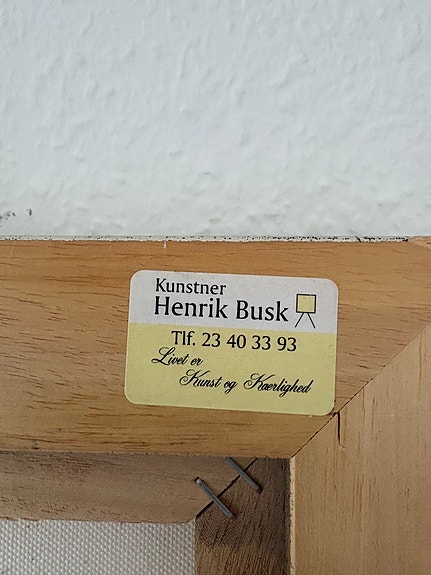 Kunstner
Henrik Busk
Tlf. 23 40 33 93
Livet er
Kunst og Kærlighed